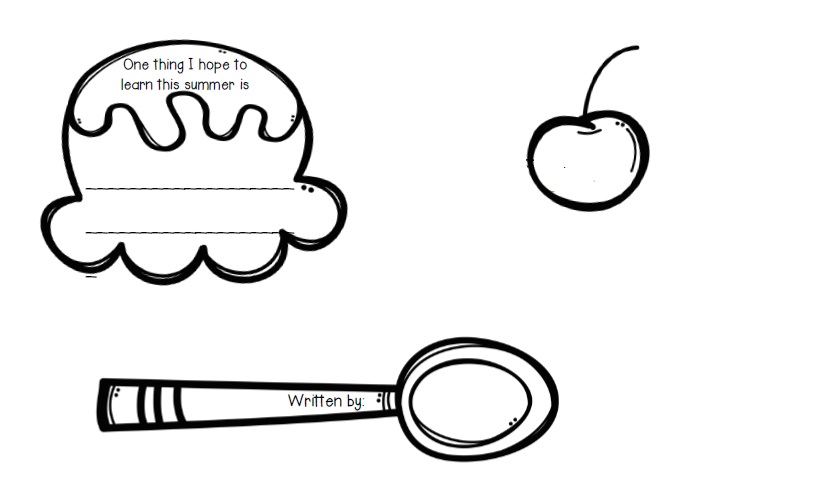 One thing I hope to
learn this summer is
Written by: